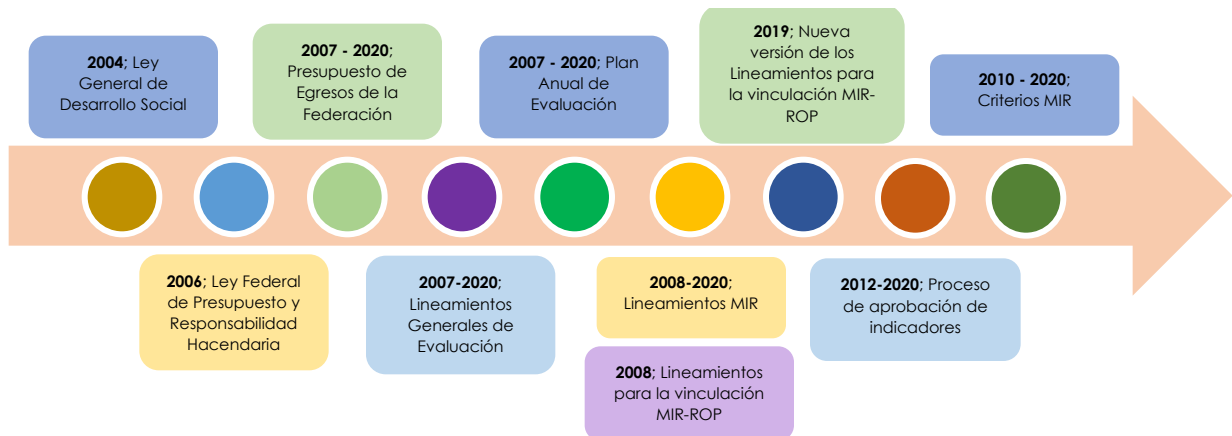 2004; Ley
General de
Desarrollo Social
2007 - 2020;
Presupuesto de
Egresos de la
Federación
2007 - 2020; Plan
Anual de
Evaluación
2019; Nueva
versión de los
Lineamientos para
la vinculación MIR-
ROP
2010 - 2020;
Criterios MIR
2006; Ley Federal
de Presupuesto y
Responsabilidad
Hacendaria
2007-2020;
Lineamientos
Generales de
Evaluación
2008-2020;
Lineamientos MIR
2008; Lineamientos
para la vinculación
MIR-ROP
2012-2020; Proceso
de aprobación de
indicadores